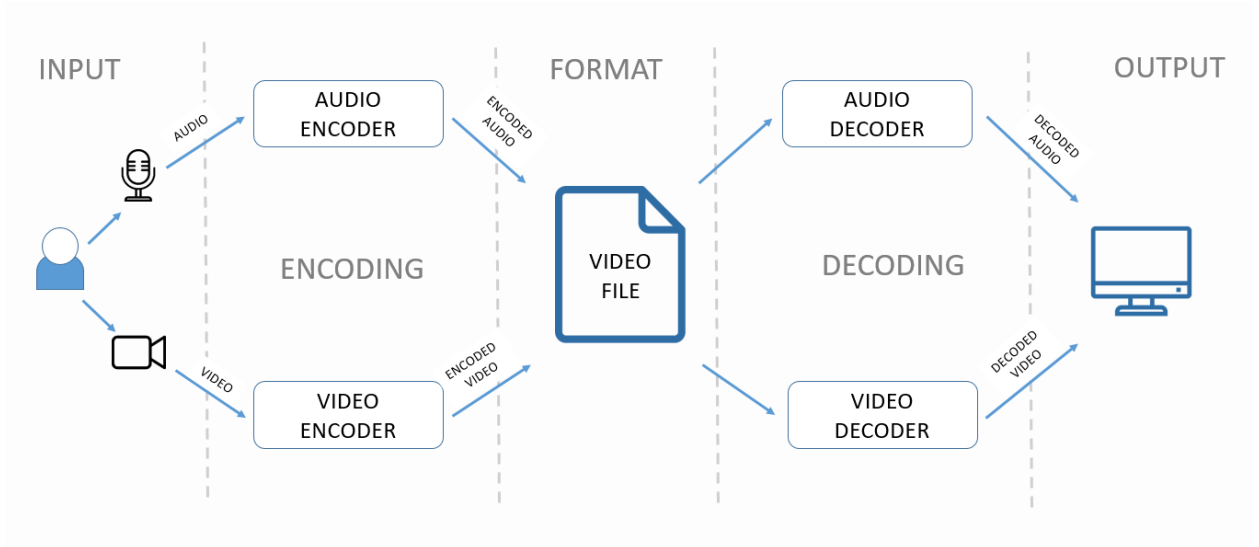 INPUT
FORMAT
OUTPUT
AUDIO
AUDIO
ENCODER
ENCODED
AUDIO
AUDIO
DECODER
DECODED
AUDIO
ENCODING
VIDEO
FILE
DECODING
VIDEO
VIDEO
ENCODER
ENCODED
VIDEO
VIDEO
DECODER
DECODED
VIDEO